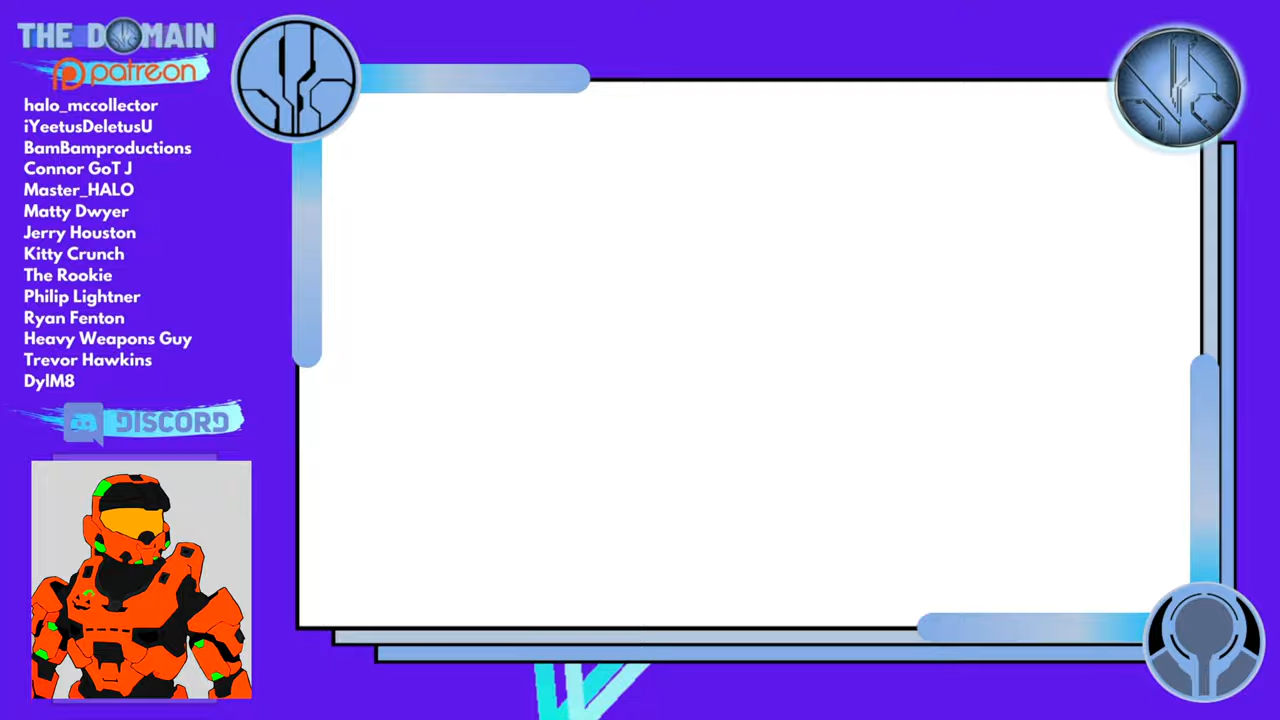 THE DOMAIN
patreon
halo_mccollector
iYeetusDeletusU
BamBamproductions
Connor GoT J
Master_HALO
Matty Dwyer
Jerry Houston
Kitty Crunch
The Rookie
Philip Lightner
Ryan Fenton
Heavy Weapons Guy
Trevor Hawkins
DylM8
DISCORD